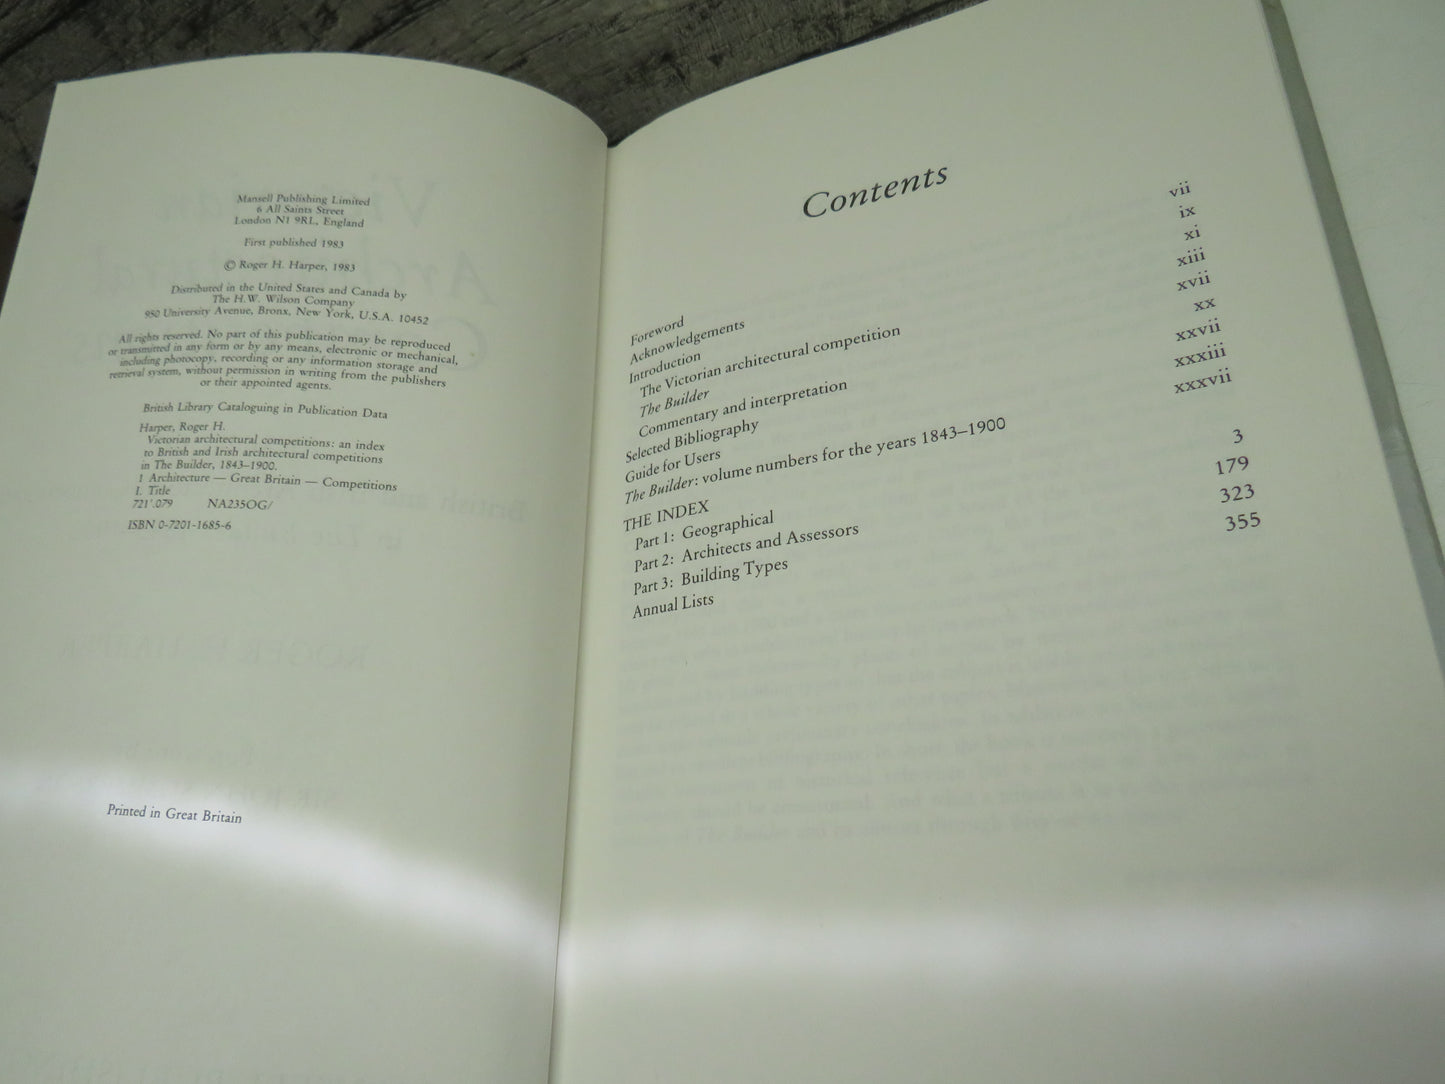 Mansell Publishing Limited
6 All Saints Street
London N1 9RL, England
First published 1983
© Roger H. Harper, 1983
Distributed in the United States and Canada by
The H.W. Wilson Company
950 University Avenue, Bronx, New York, U.S.A. 10452
All rights reserved. No part of this publication may be reproduced
or transmitted in any form or by any means, electronic or mechanical,
including photocopy, recording or any information storage and
retrieval system, without permission in writing from the publishers
or their appointed agents.
British Library Cataloguing in Publication Data
Harper, Roger H.
Victorian architectural competitions: an index
to British and Irish architectural competitions
in The Builder, 1843–1900.
1 Architecture — Great Britain — Competitions
I. Title
721'.079 NA235OG/
ISBN 0-7201-1685-6
Printed in Great Britain
Contents
Foreword vii
Acknowledgements ix
Introduction xi
The Victorian architectural competition xiii
The Builder xvii
Commentary and interpretation xx
Selected Bibliography xxvii
Guide for Users xxxiii
The Builder: volume numbers for the years 1843–1900 xxxvii
THE INDEX
Part 1: Geographical 3
Part 2: Architects and Assessors 179
Part 3: Building Types 323
Annual Lists 355